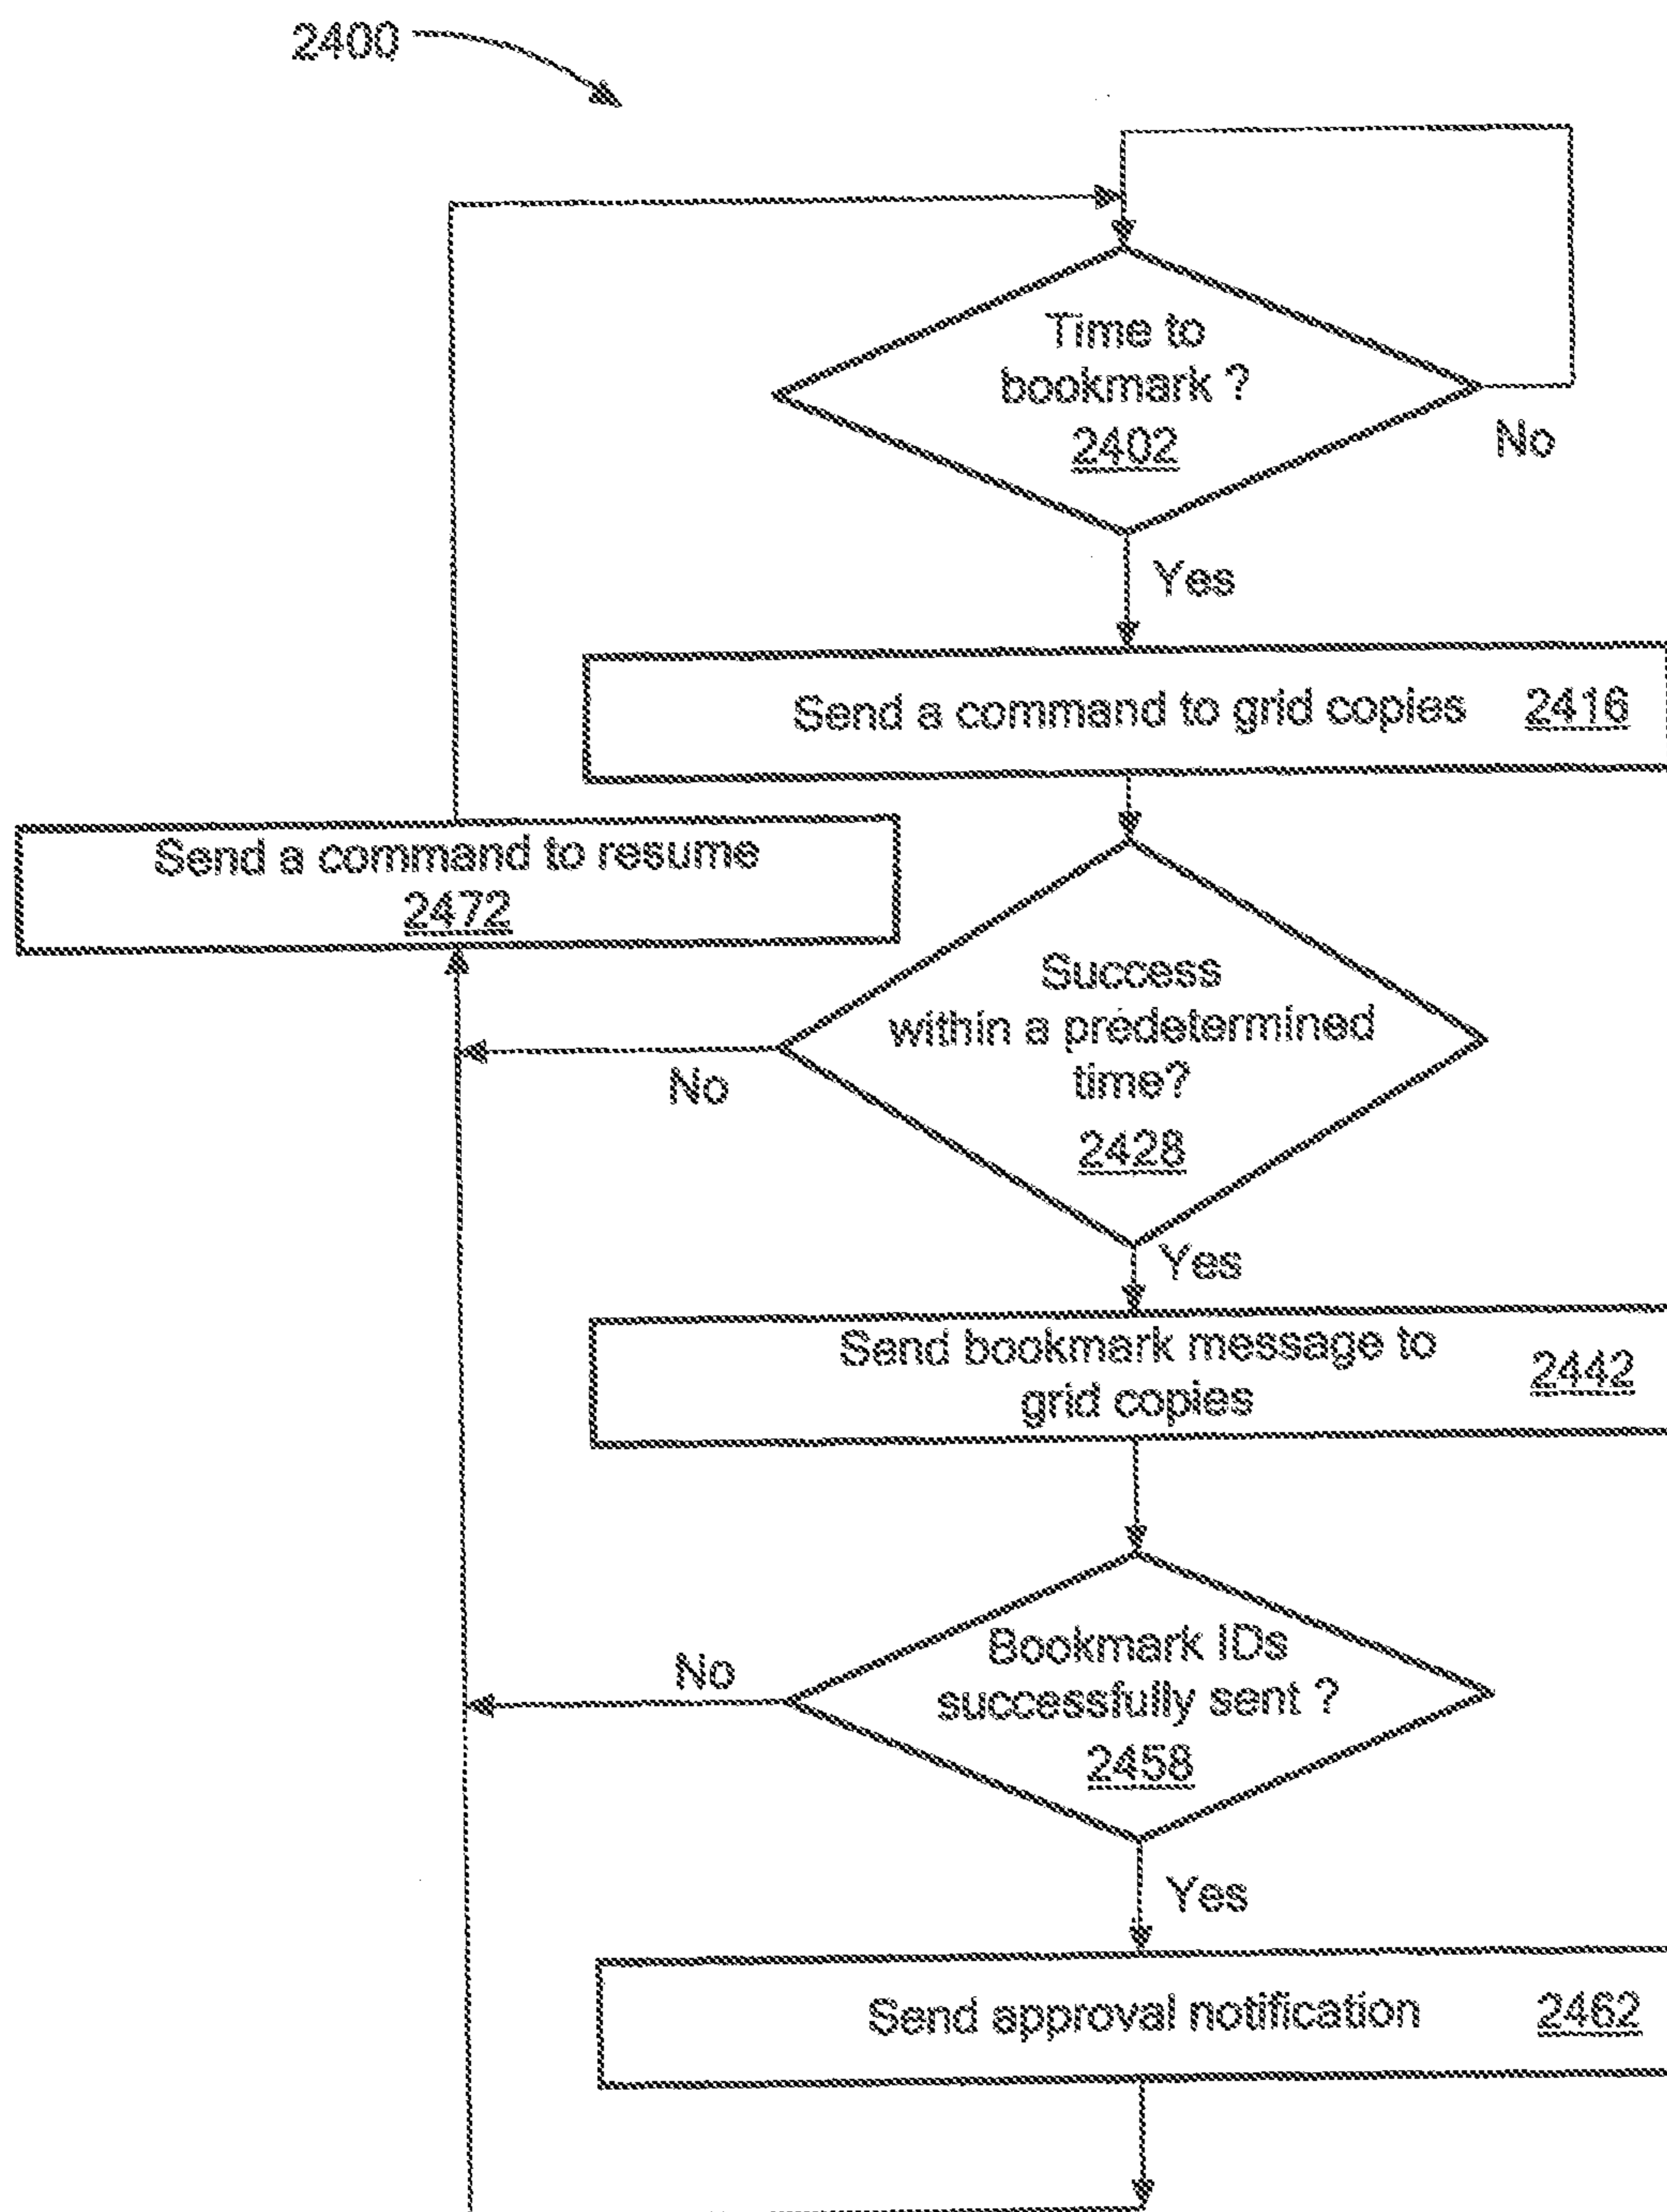 2400
Time to
bookmark ?
2402
No
Yes
Send a command to grid copies 2416
Send a command to resume
2472
Success
within a predetermined
time?
2428
No
Yes
Send bookmark message to
grid copies 2442
Bookmark IDs
successfully sent ?
2458
No
Yes
Send approval notification 2462